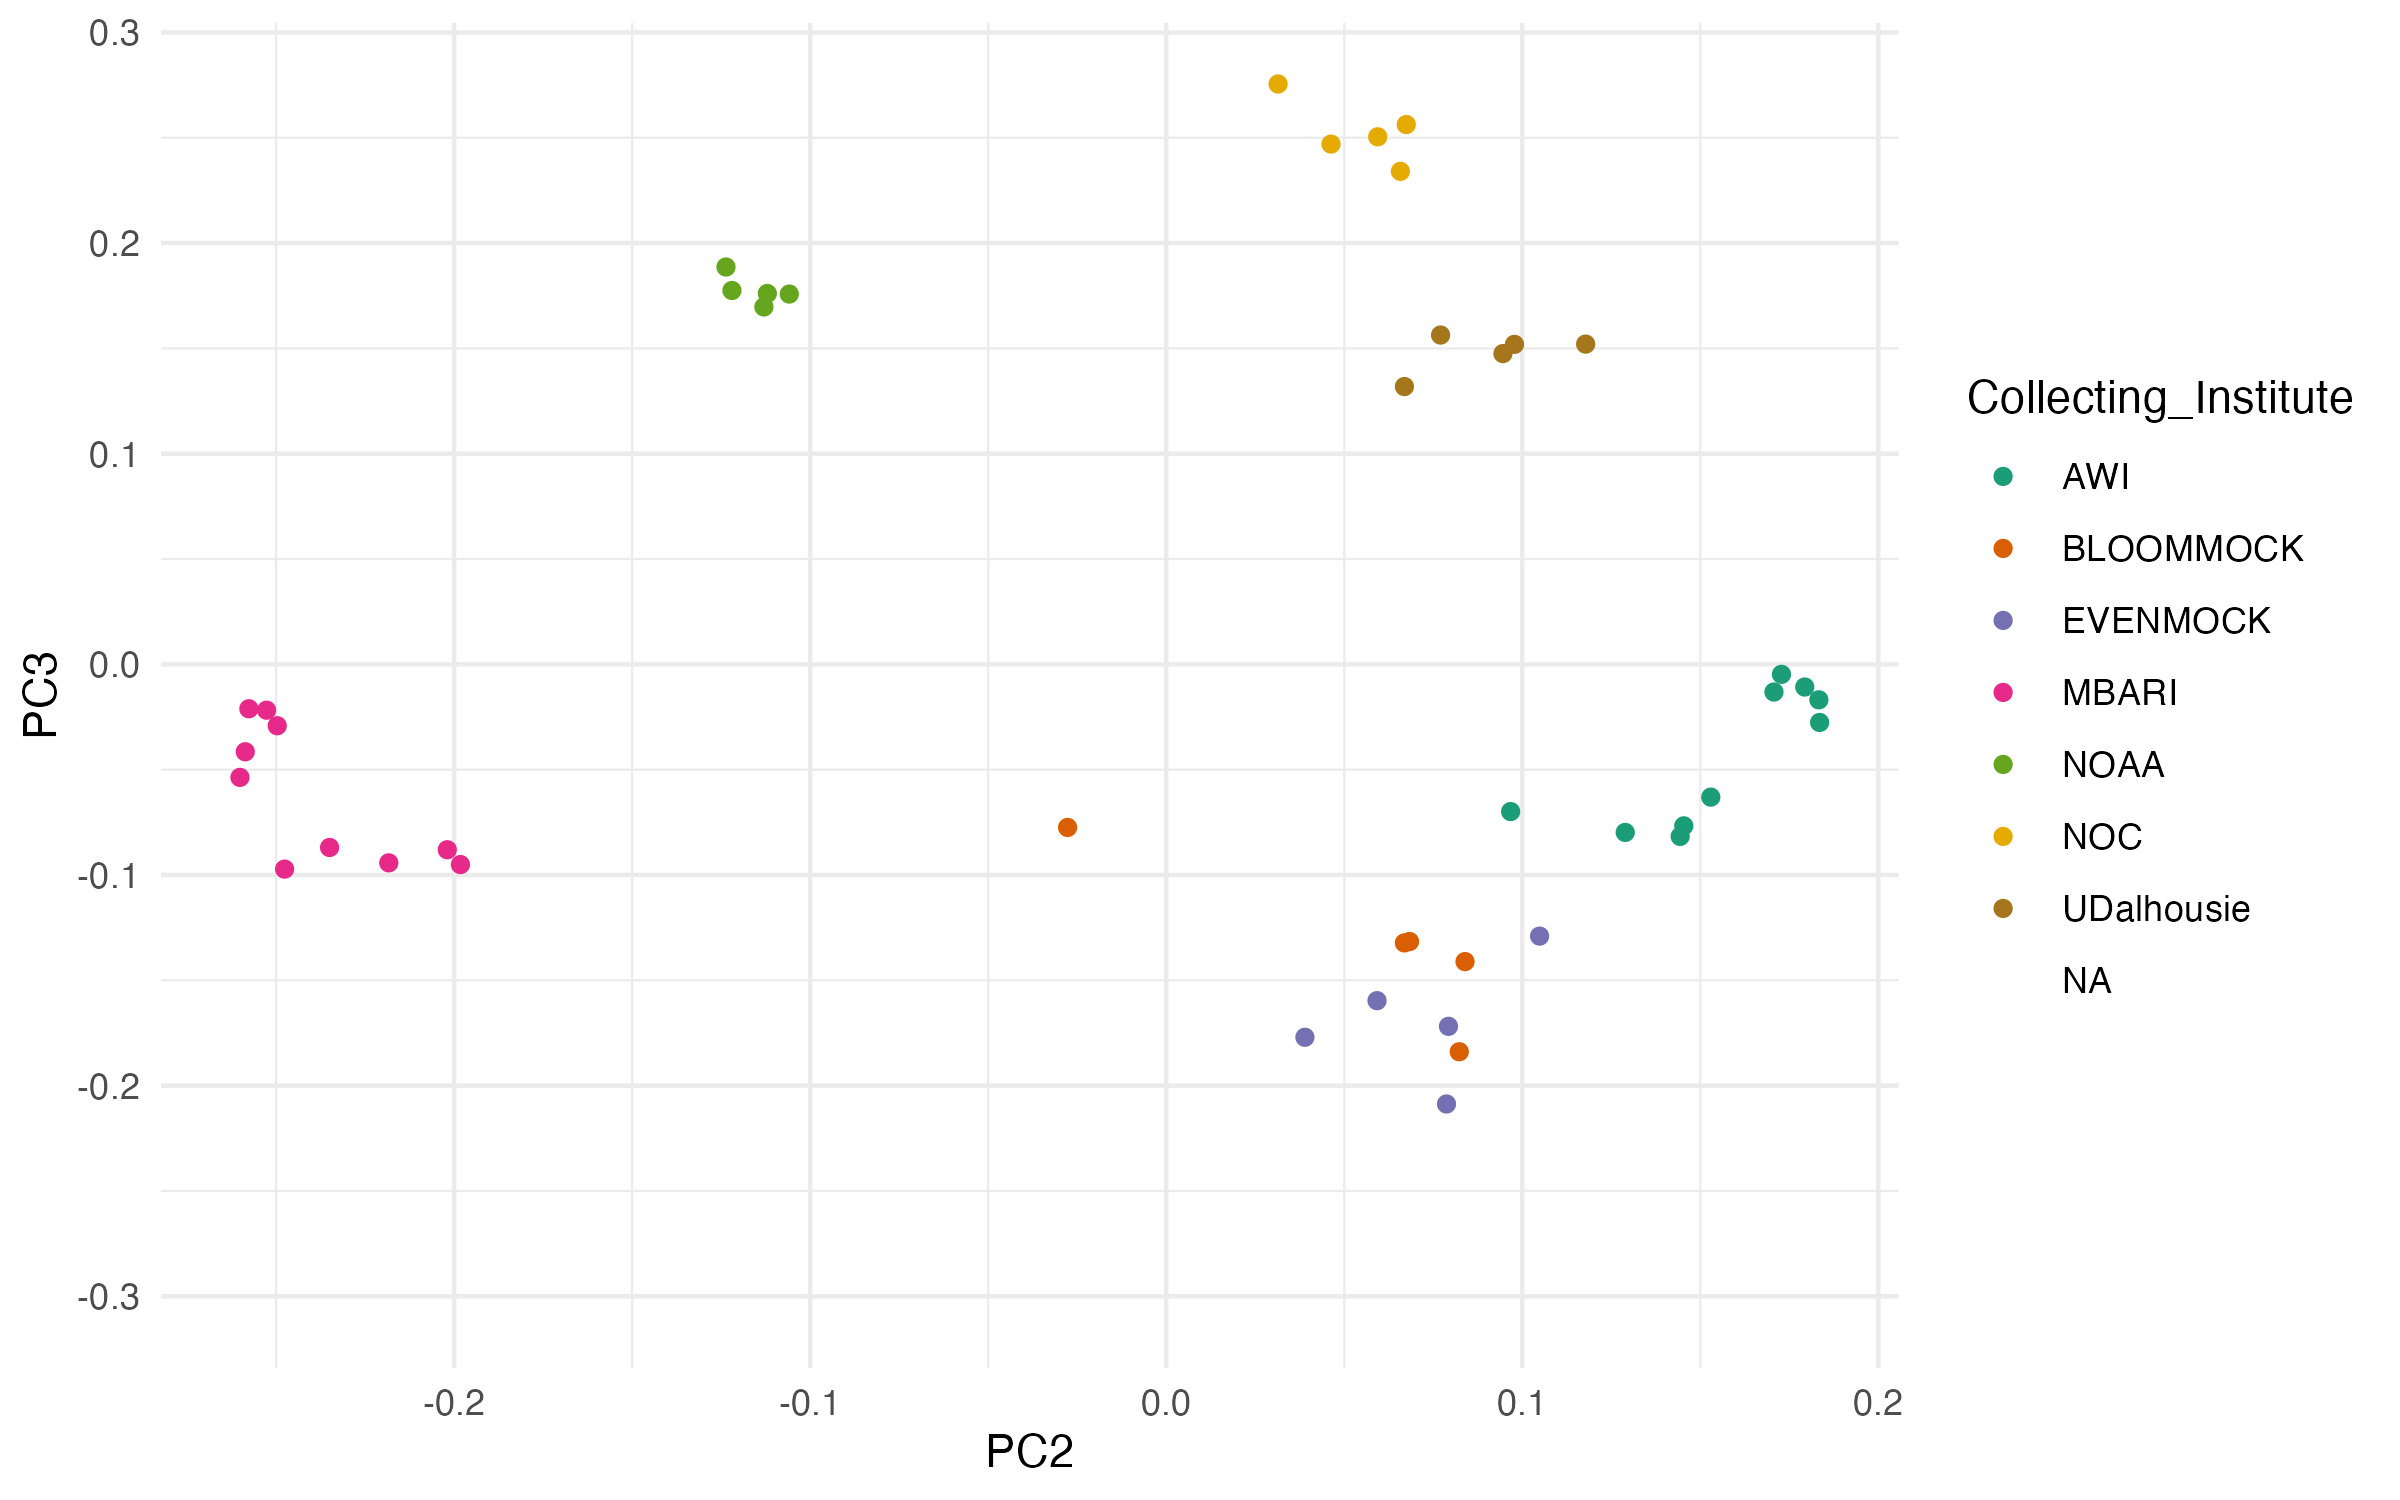 0.3
0.2
0.1
0.0
-0.1
-0.2
-0.3
PC3
-0.2
-0.1
0.0
0.1
0.2
PC2
Collecting_Institute
AWI
BLOOMMOCK
EVENMOCK
MBARI
NOAA
NOC
UDalhousie
NA